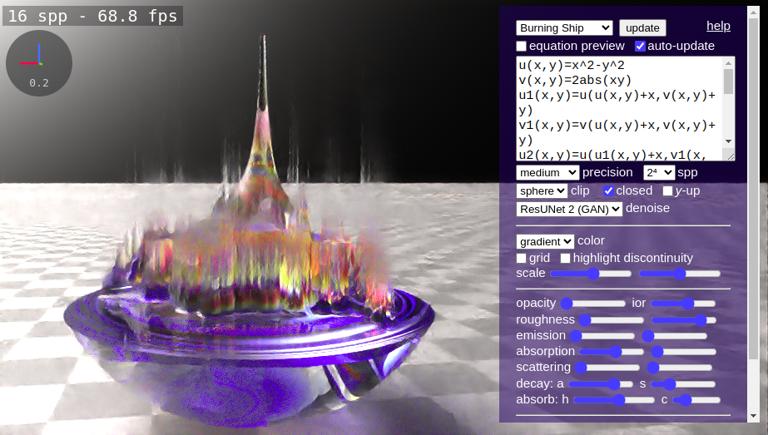 16 spp - 68.8 fps
0.2
Burning Ship update help
equation preview auto-update
u(x,y)=x^2-y^2
v(x,y)=2abs(xy)
u1(x,y)=u(u(x,y)+x,v(x,y)+
y)
v1(x,y)=v(u(x,y)+x,v(x,y)+
y)
u2(x,y)=u(u1(x,y)+x,v1(x,
medium precision 2⁴ spp
sphere clip closed y-up
ResUNet 2 (GAN) denoise
gradient color
grid highlight discontinuity
scale
opacity ior
roughness
emission
absorption
scattering
decay: a s
absorb: h c